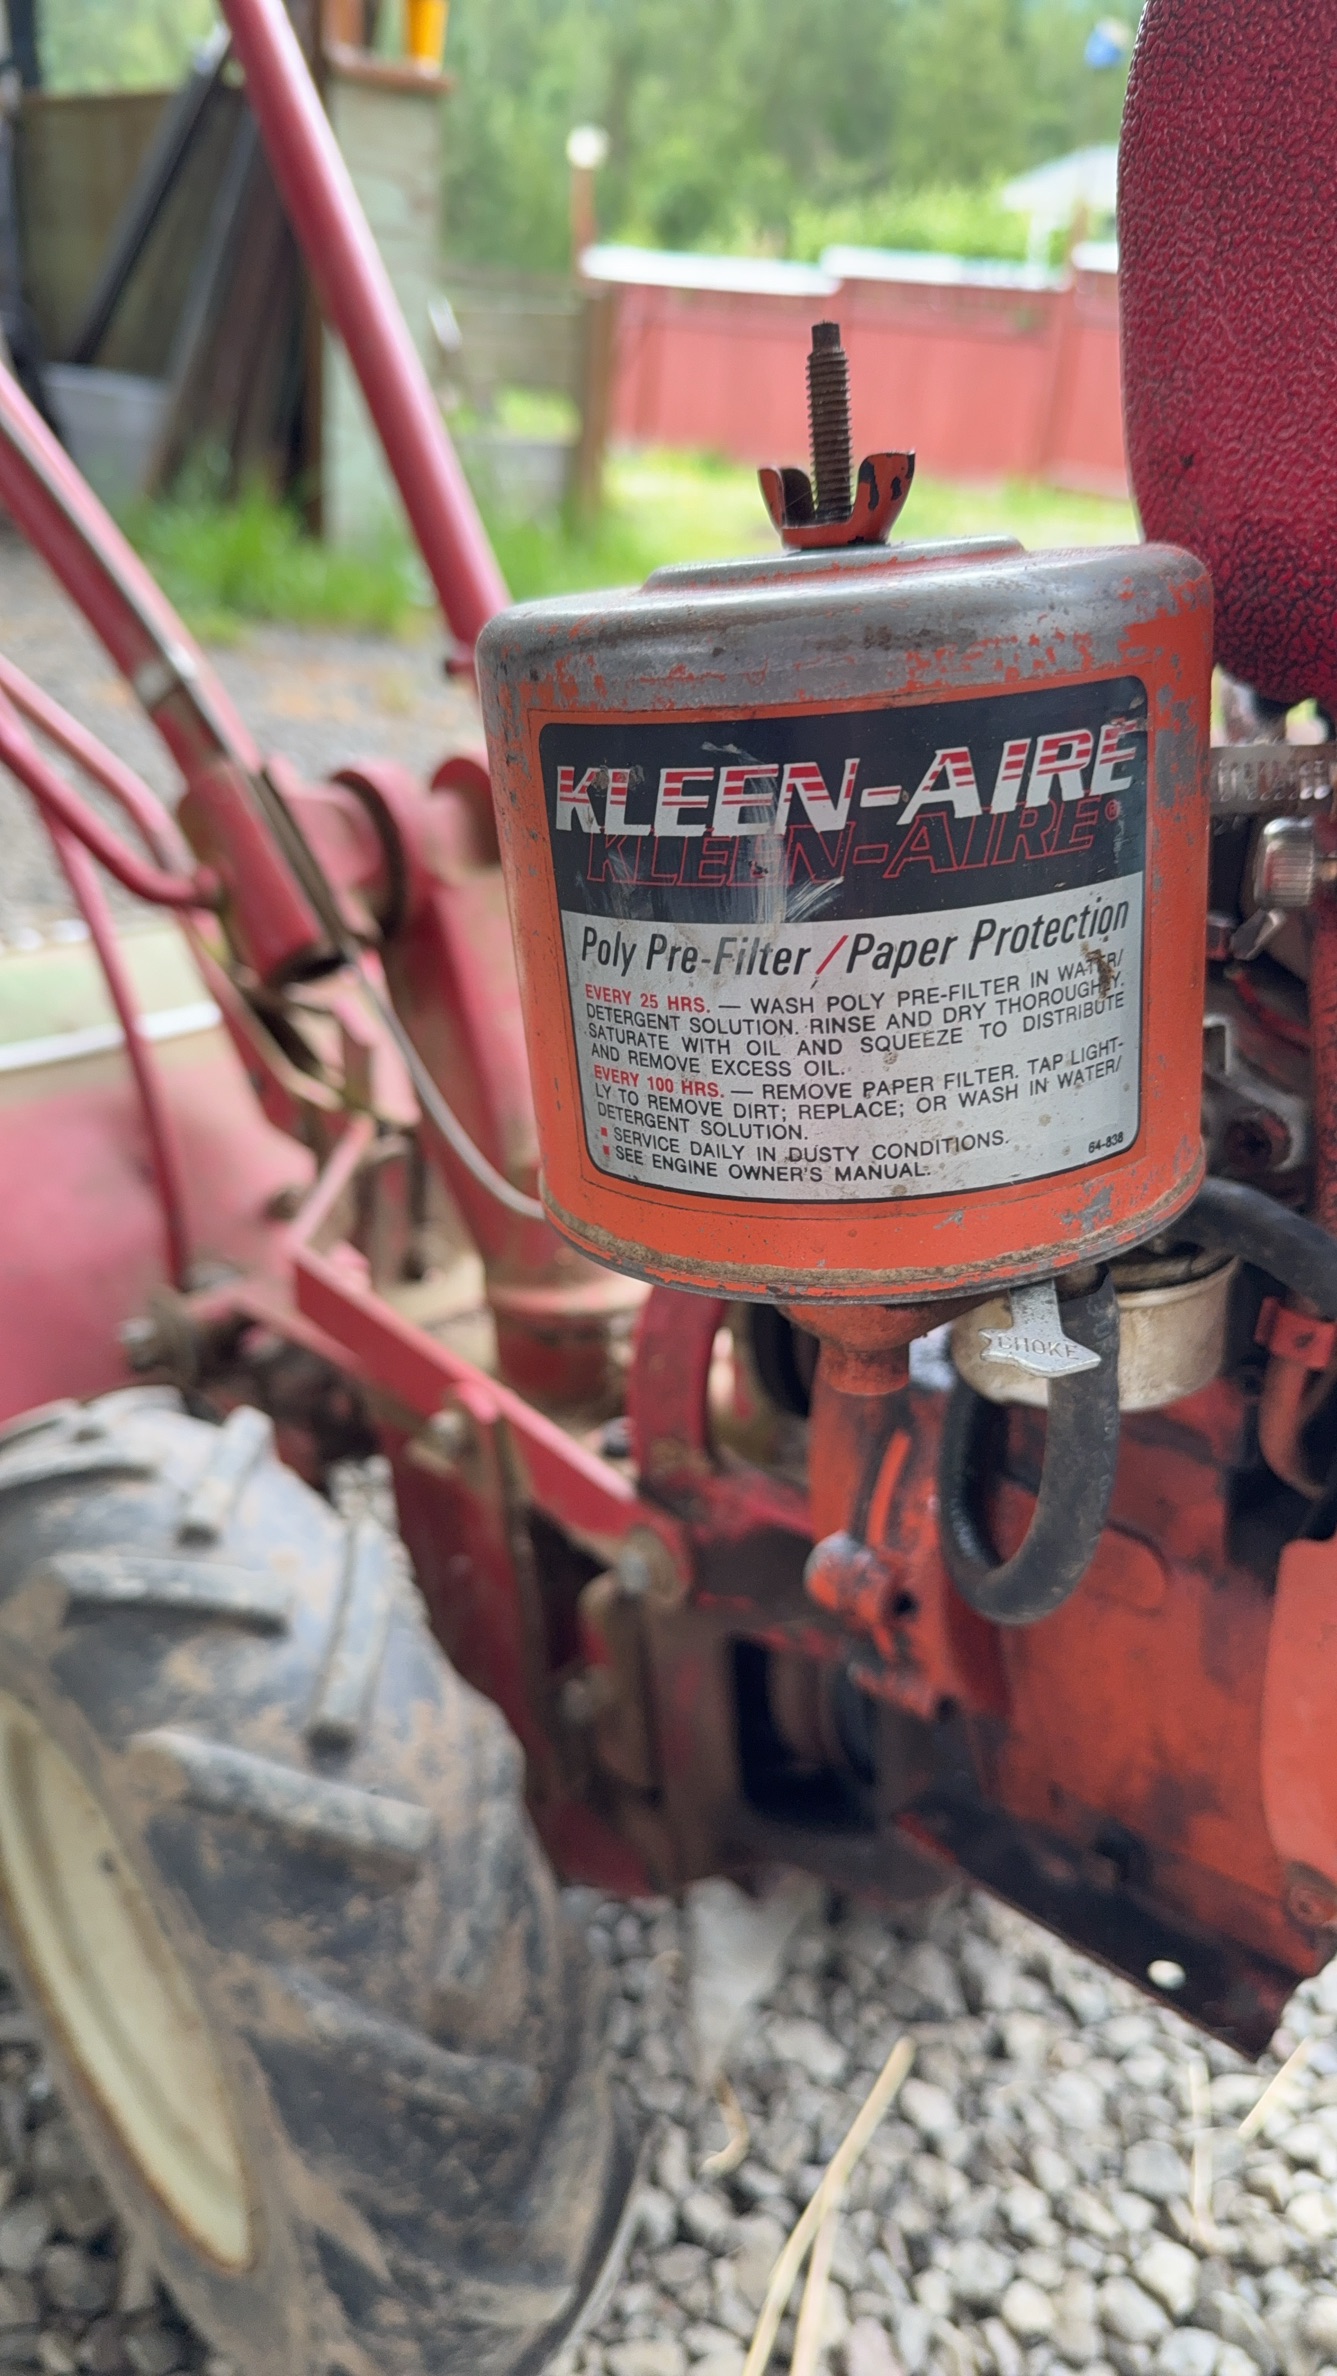 KLEEN-AIRE
KLEEN-AIRE®
Poly Pre-Filter / Paper Protection
EVERY 25 HRS. — WASH POLY PRE-FILTER IN WATER/
DETERGENT SOLUTION. RINSE AND DRY THOROUGHLY.
SATURATE WITH OIL AND SQUEEZE TO DISTRIBUTE
AND REMOVE EXCESS OIL.
EVERY 100 HRS. — REMOVE PAPER FILTER. TAP LIGHT-
LY TO REMOVE DIRT; REPLACE; OR WASH IN WATER/
DETERGENT SOLUTION.
SERVICE DAILY IN DUSTY CONDITIONS.
SEE ENGINE OWNER'S MANUAL.
64-838
CHOKE